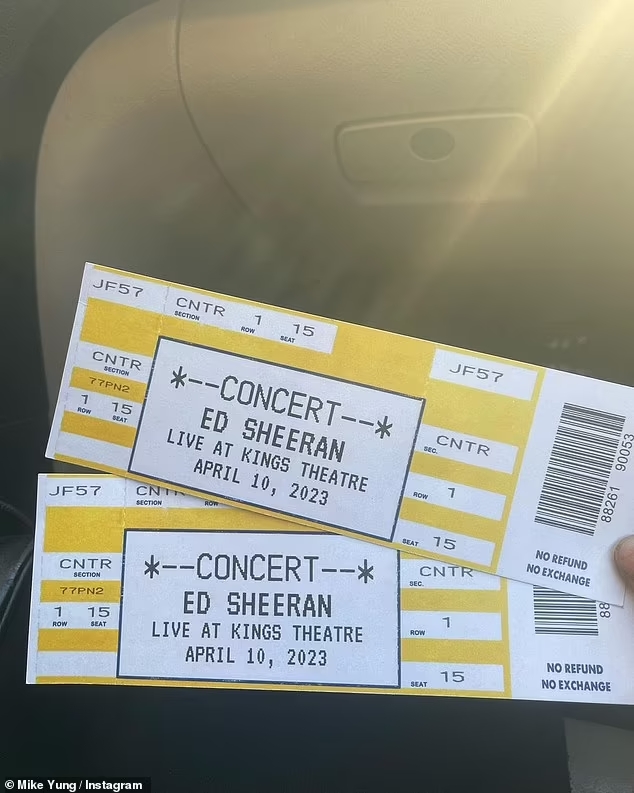 JF57
CNTR 1 15
SECTION ROW SEAT
CNTR
SECTION
77PN2
1 15
ROW SEAT
*--CONCERT--*
ED SHEERAN
LIVE AT KINGS THEATRE
APRIL 10, 2023
JF57
SEC. CNTR
ROW 1
SEAT 15
88261 90053
NO REFUND
NO EXCHANGE
JF57
CNTR
SECTION ROW
CNTR
SECTION
77PN2
1 15
ROW SEAT
*--CONCERT--*
ED SHEERAN
LIVE AT KINGS THEATRE
APRIL 10, 2023
SEC. CNTR
ROW 1
SEAT 15
88
NO REFUND
NO EXCHANGE
© Mike Yung / Instagram